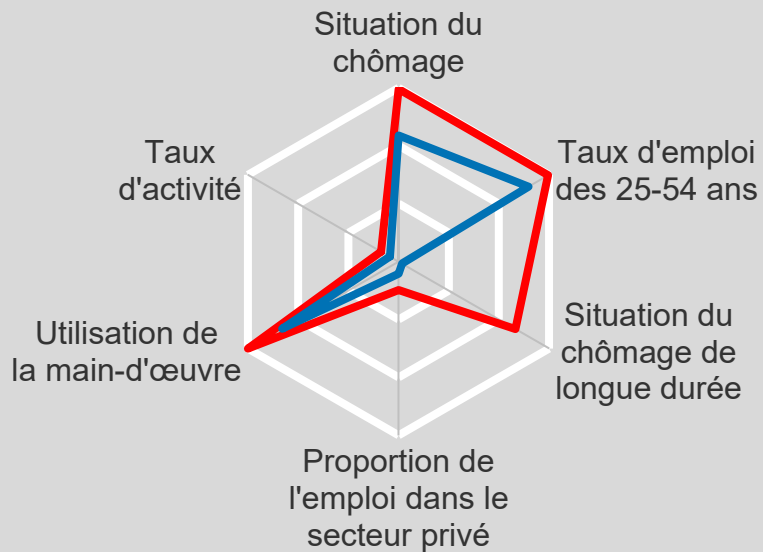 Situation du
chômage
Taux d'emploi
des 25-54 ans
Situation du
chômage de
longue durée
Proportion de
l'emploi dans le
secteur privé
Utilisation de
la main-d'œuvre
Taux
d'activité